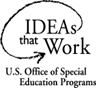 IDEAs
that
Work
U.S. Office of Special
Education Programs